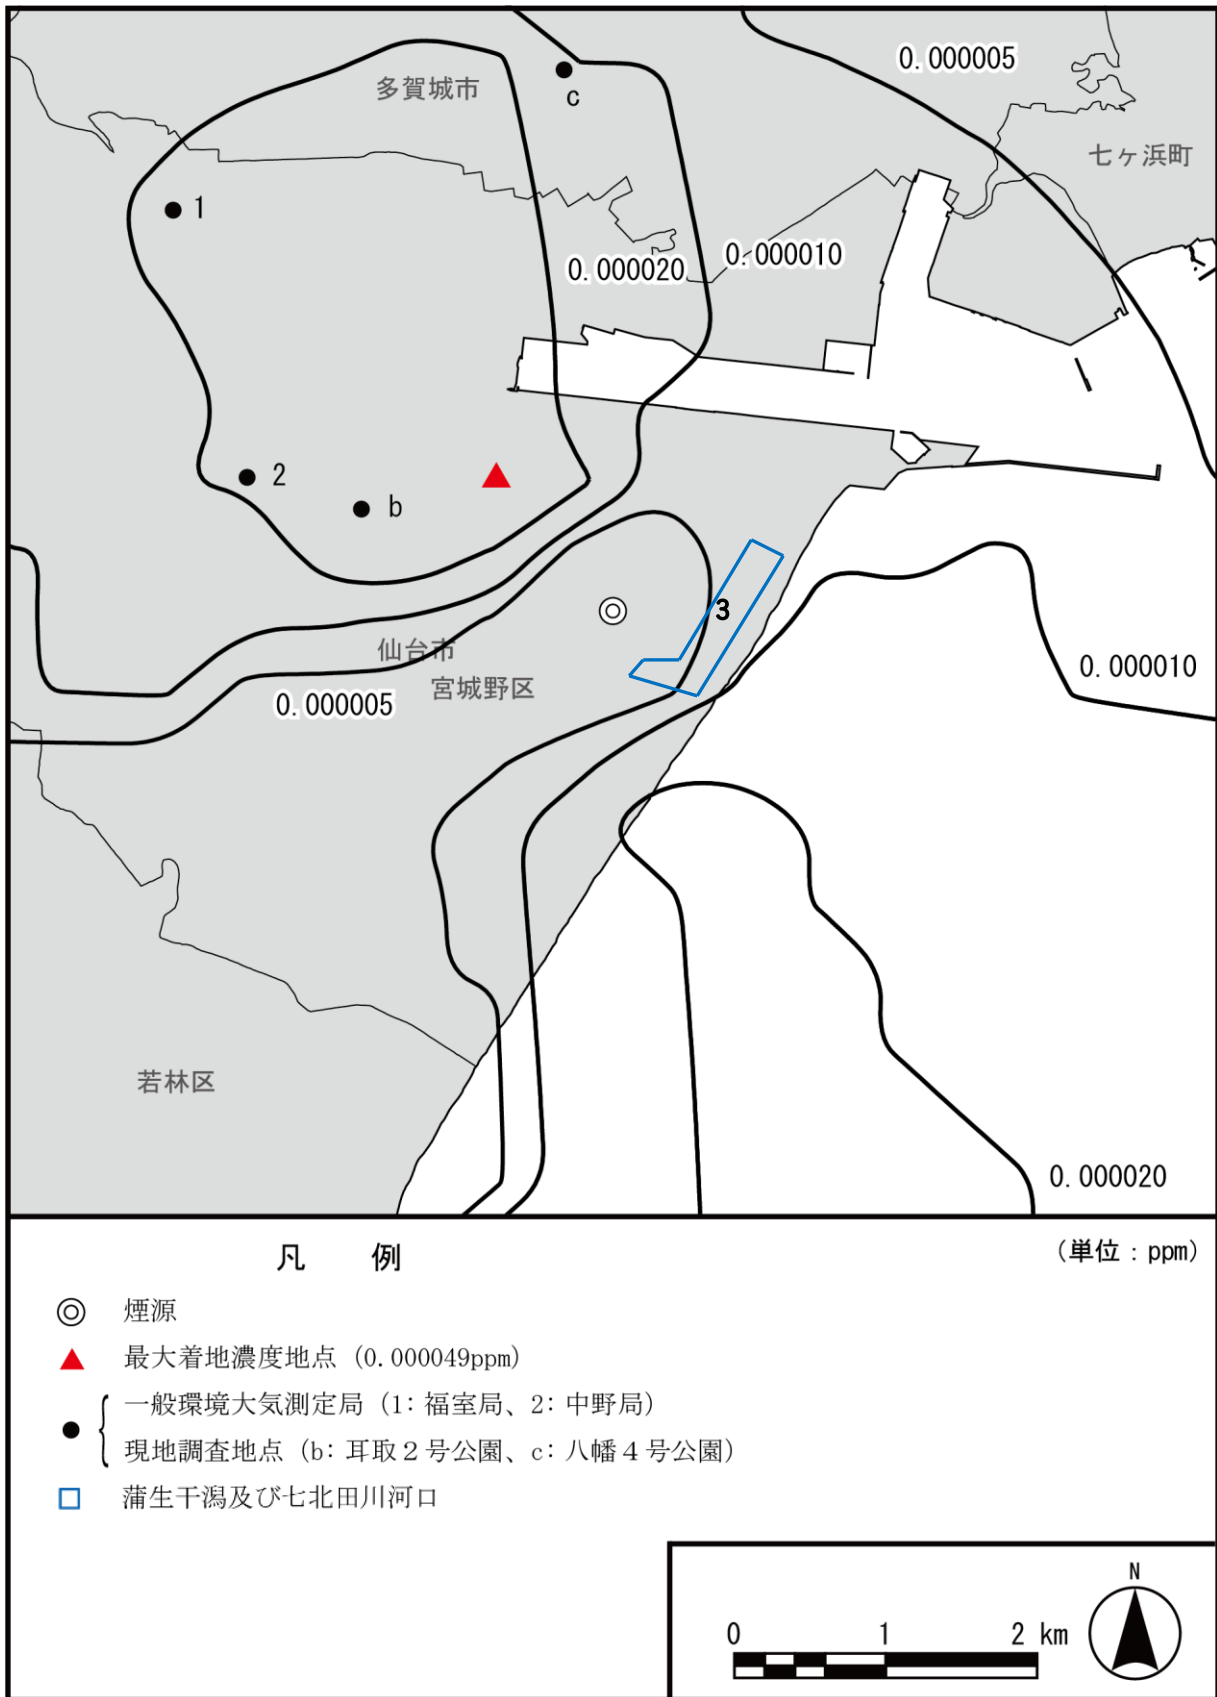 0.000005
多賀城市
c
七ヶ浜町
1
0.000010
0.000020
2
b
3
仙台市
0.000010
宮城野区
0.000005
若林区
0.000020
凡 例
(単位：ppm)
煙源
最大着地濃度地点 (0.000049ppm)
一般環境大気測定局 (1: 福室局、2: 中野局)
現地調査地点 (b: 耳取２号公園、c: 八幡４号公園)
蒲生干潟及び七北田川河口
N
0 1 2 km